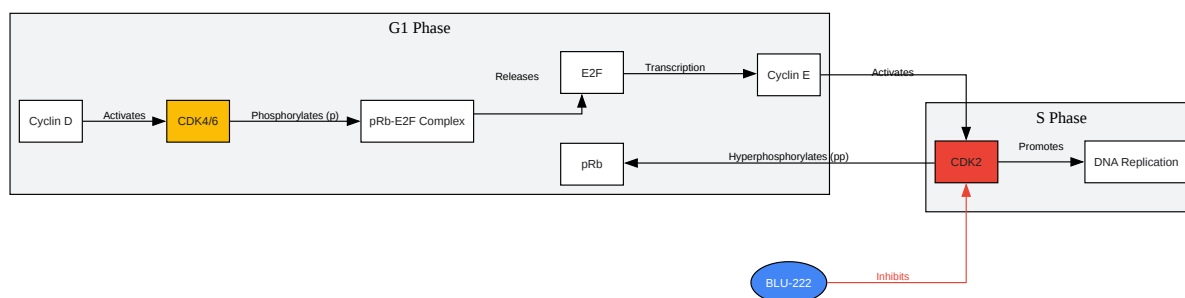 G1 Phase
Cyclin D
Activates
CDK4/6
Phosphorylates (p)
pRb-E2F Complex
Releases
E2F
Transcription
Cyclin E
Activates
pRb
Hyperphosphorylates (pp)
S Phase
CDK2
Promotes
DNA Replication
BLU-222
Inhibits